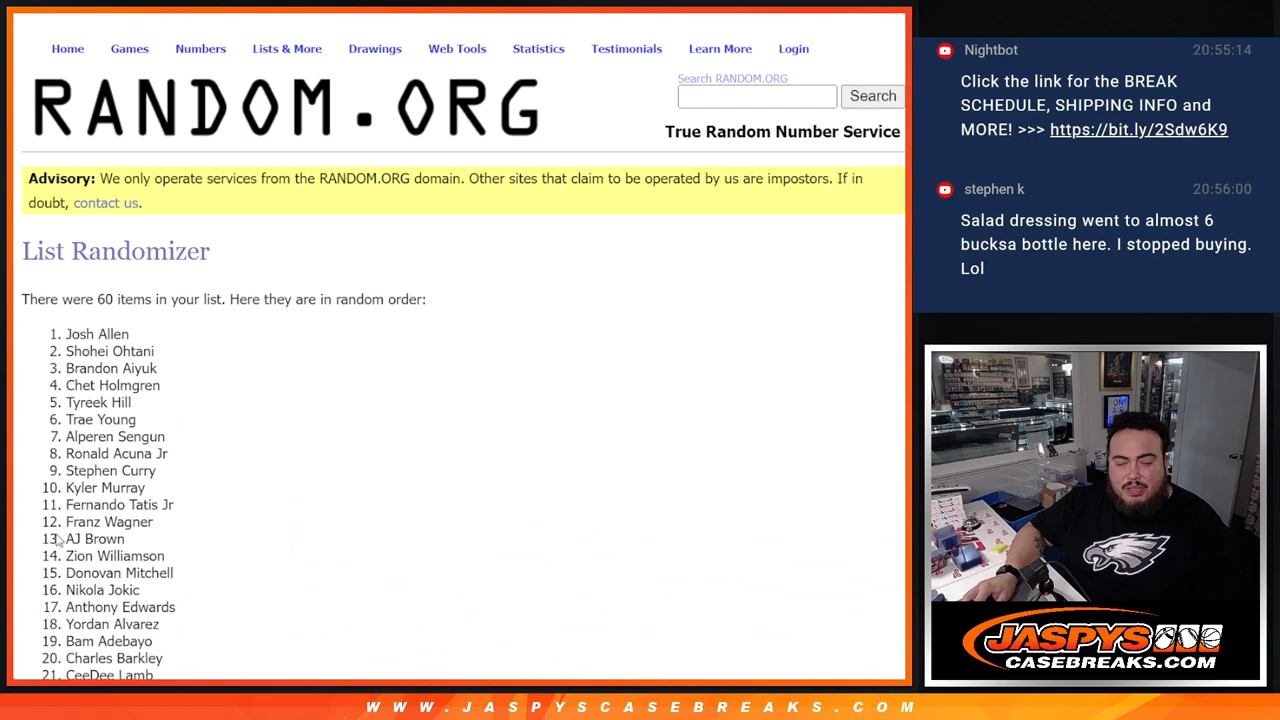 Home Games Numbers Lists & More Drawings Web Tools Statistics Testimonials Learn More Login
RANDOM.ORG
Search RANDOM.ORG
Search
True Random Number Service
Advisory: We only operate services from the RANDOM.ORG domain. Other sites that claim to be operated by us are impostors. If in
doubt, contact us.
List Randomizer
There were 60 items in your list. Here they are in random order:
1. Josh Allen
2. Shohei Ohtani
3. Brandon Aiyuk
4. Chet Holmgren
5. Tyreek Hill
6. Trae Young
7. Alperen Sengun
8. Ronald Acuna Jr
9. Stephen Curry
10. Kyler Murray
11. Fernando Tatis Jr
12. Franz Wagner
13. AJ Brown
14. Zion Williamson
15. Donovan Mitchell
16. Nikola Jokic
17. Anthony Edwards
18. Yordan Alvarez
19. Bam Adebayo
20. Charles Barkley
21. CeeDee Lamb
Nightbot 20:55:14
Click the link for the BREAK
SCHEDULE, SHIPPING INFO and
MORE! >>> https://bit.ly/2Sdw6K9
stephen k 20:56:00
Salad dressing went to almost 6
bucksa bottle here. I stopped buying.
Lol
ON
AIR
JASPYS
CASEBREAKS.COM
WWW.JASPYSCASEBREAKS.COM